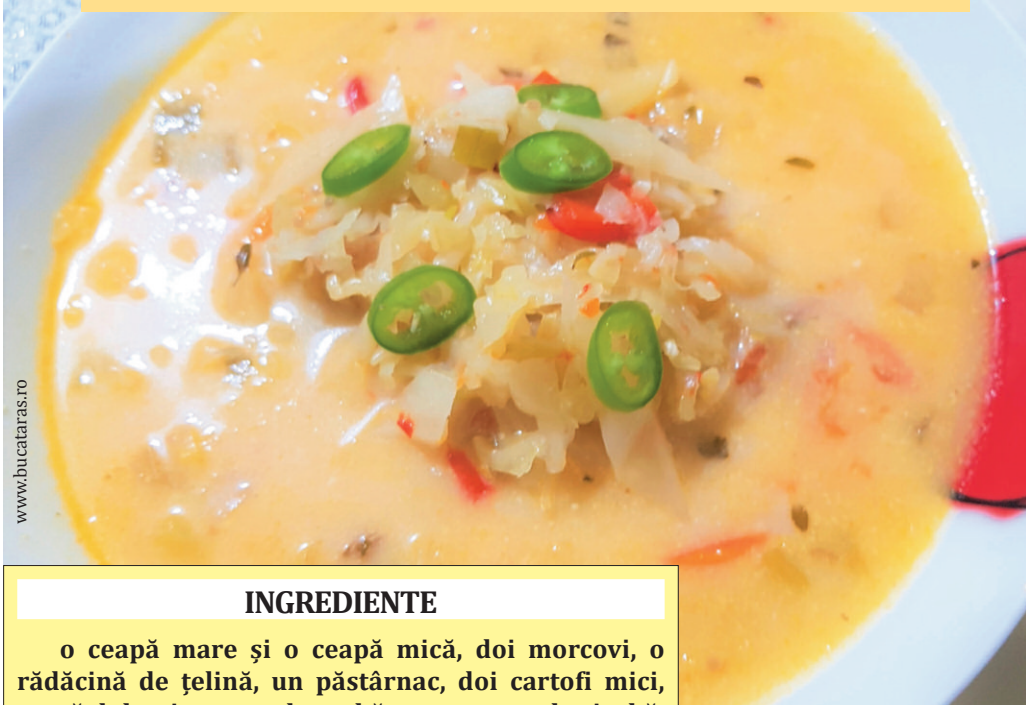 www.bucataras.ro
INGREDIENTE
o ceapă mare și o ceapă mică, doi morcovi, o
rădăcină de țelină, un păstârnac, doi cartofi mici,